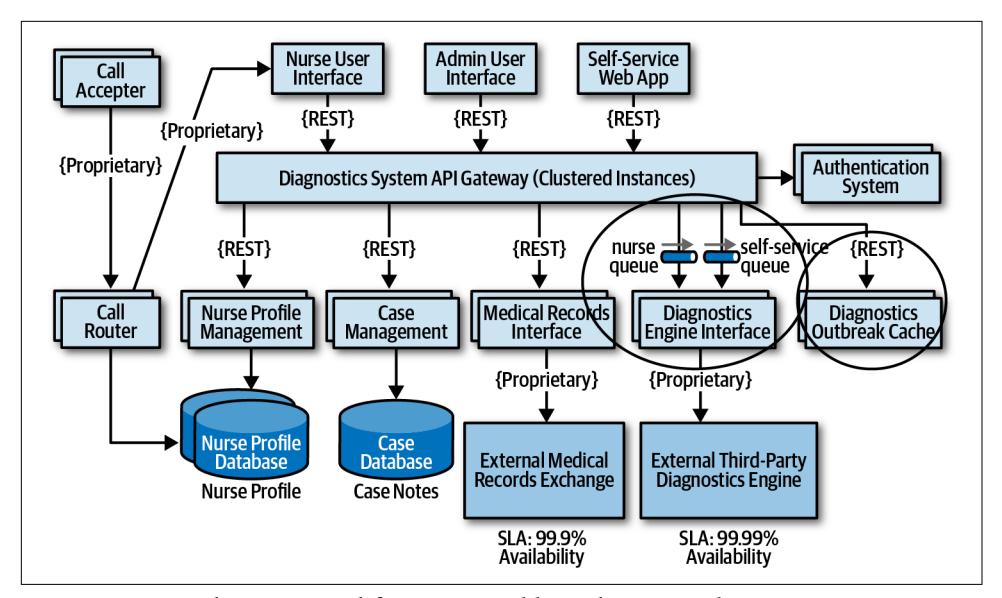 Call
Accepter
Nurse User
Interface
Admin User
Interface
Self-Service
Web App
{Proprietary}
{REST}
{REST}
{REST}
{Proprietary}
Diagnostics System API Gateway (Clustered Instances)
Authentication
System
{REST}
{REST}
{REST}
nurse
queue
self-service
queue
{REST}
Call
Router
Nurse Profile
Management
Case
Management
Medical Records
Interface
Diagnostics
Engine Interface
Diagnostics
Outbreak Cache
{Proprietary}
{Proprietary}
Nurse Profile
Database
Nurse Profile
Case
Database
Case Notes
External Medical
Records Exchange
External Third-Party
Diagnostics Engine
SLA: 99.9%
Availability
SLA: 99.99%
Availability